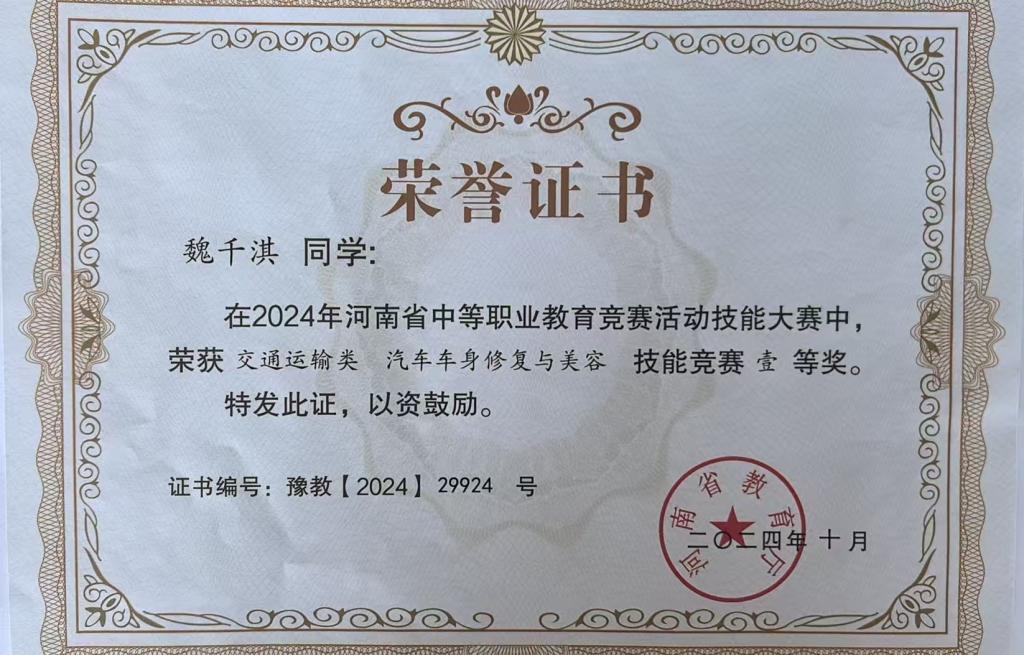 荣誉证书
魏千淇 同学:
在2024年河南省中等职业教育竞赛活动技能大赛中，
荣获 交通运输类 汽车车身修复与美容 技能竞赛 壹 等奖。
特发此证，以资鼓励。
证书编号：豫教【2024】29924 号
河南省教育厅
二〇二四年 十 月